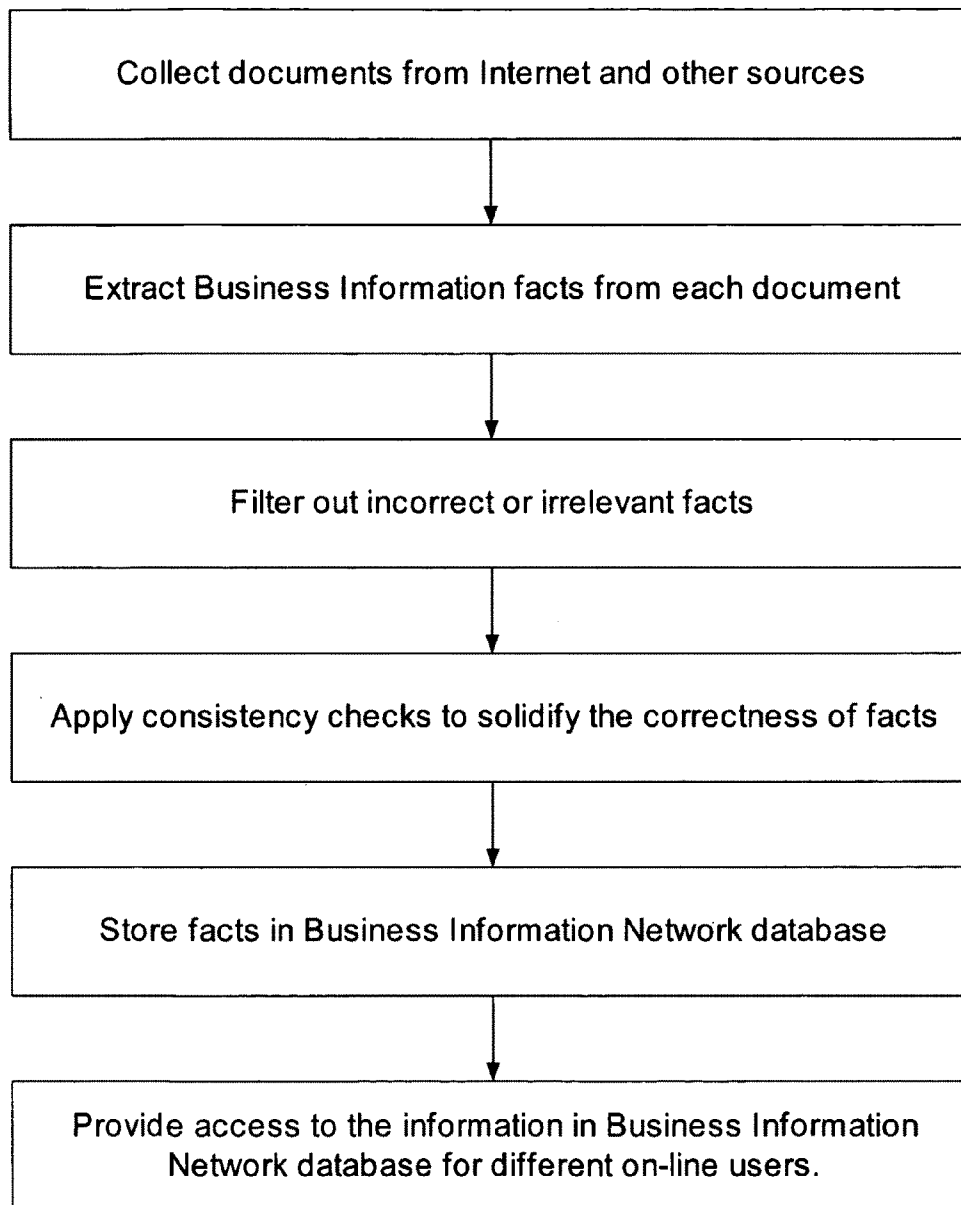 Collect documents from Internet and other sources
Extract Business Information facts from each document
Filter out incorrect or irrelevant facts
Apply consistency checks to solidify the correctness of facts
Store facts in Business Information Network database
Provide access to the information in Business Information
Network database for different on-line users.